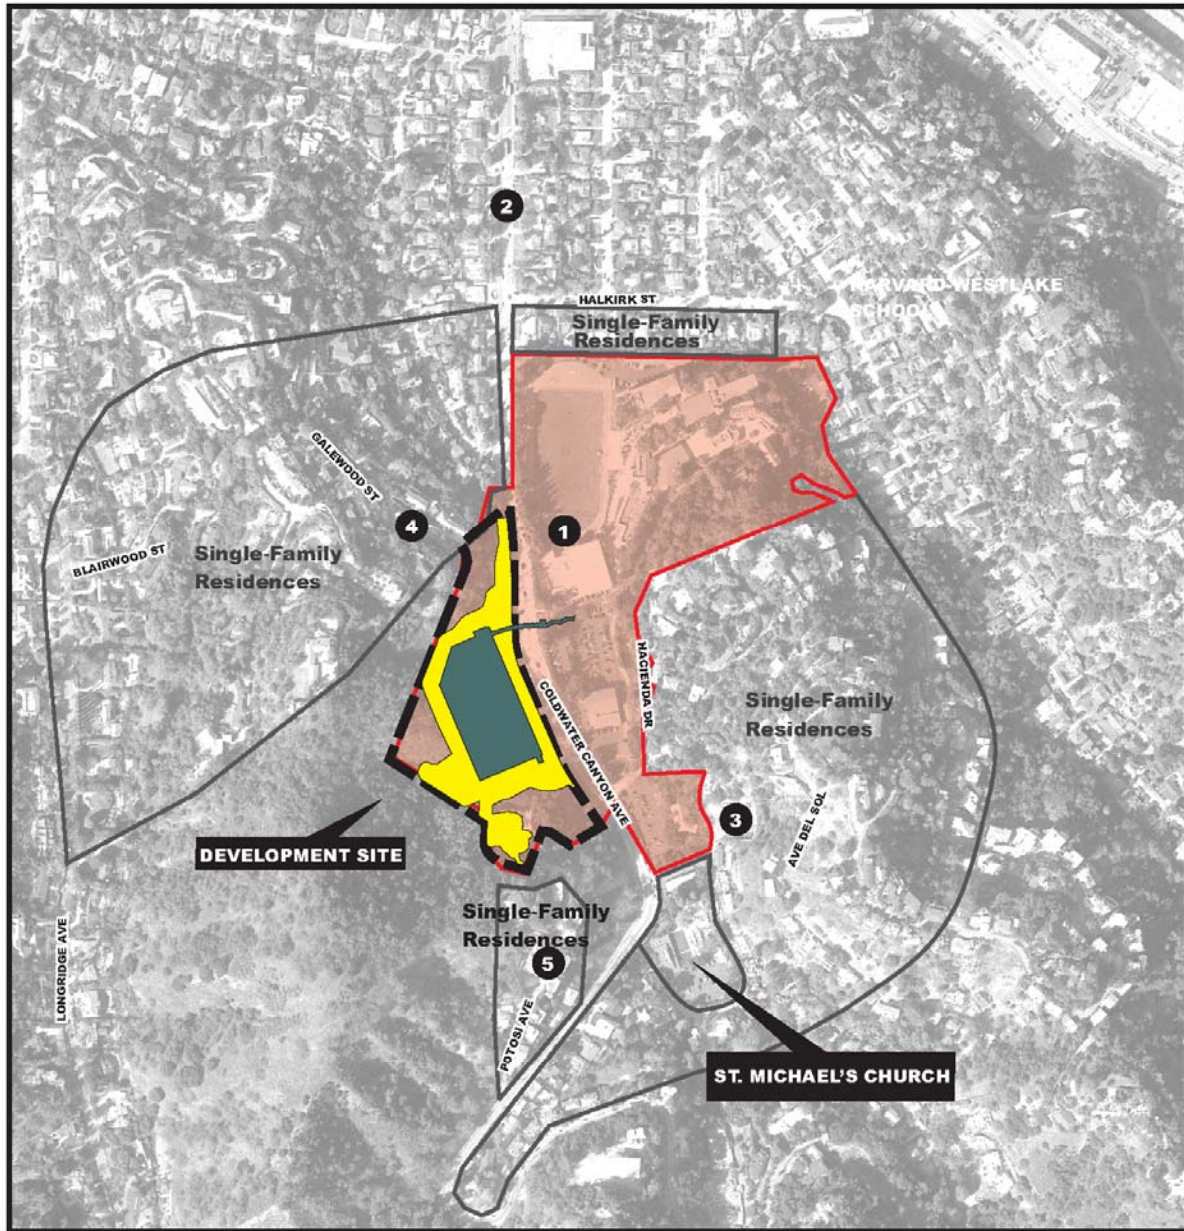 2
HALKIRK ST
Single-Family
Residences
HARVARD-WESTLAKE
SCHOOL
GALEWOOD ST
4
1
BLAIRWOOD ST
Single-Family
Residences
HACIENDA DR
COLDWATER CANYON AVE
Single-Family
Residences
AVE DEL SOL
3
DEVELOPMENT SITE
Single-Family
Residences
5
LONGRIDGE AVE
POTOSI AVE
ST. MICHAEL'S CHURCH